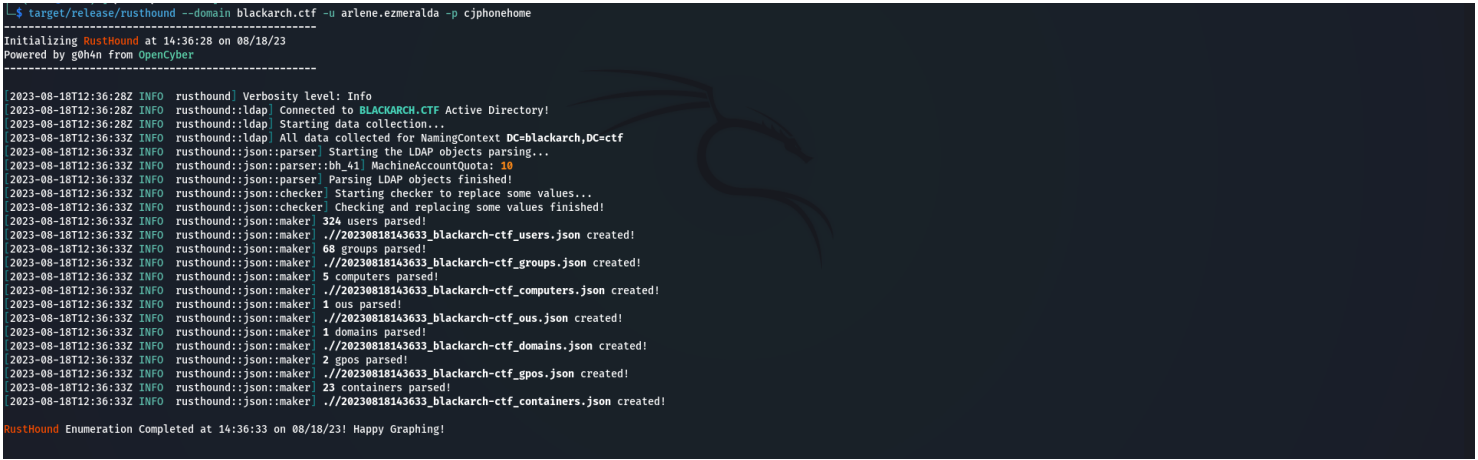 └─$ target/release/rusthound --domain blackarch.ctf -u arlene.ezmeralda -p cjphonehome
---------------------------------------------------
Initializing RustHound at 14:36:28 on 08/18/23
Powered by g0h4n from OpenCyber
---------------------------------------------------
[2023-08-18T12:36:28Z INFO  rusthound] Verbosity level: Info
[2023-08-18T12:36:28Z INFO  rusthound::ldap] Connected to BLACKARCH.CTF Active Directory!
[2023-08-18T12:36:28Z INFO  rusthound::ldap] Starting data collection...
[2023-08-18T12:36:33Z INFO  rusthound::ldap] All data collected for NamingContext DC=blackarch,DC=ctf
[2023-08-18T12:36:33Z INFO  rusthound::json::parser] Starting the LDAP objects parsing...
[2023-08-18T12:36:33Z INFO  rusthound::json::parser::bh_41] MachineAccountQuota: 10
[2023-08-18T12:36:33Z INFO  rusthound::json::parser] Parsing LDAP objects finished!
[2023-08-18T12:36:33Z INFO  rusthound::json::checker] Starting checker to replace some values...
[2023-08-18T12:36:33Z INFO  rusthound::json::checker] Checking and replacing some values finished!
[2023-08-18T12:36:33Z INFO  rusthound::json::maker] 324 users parsed!
[2023-08-18T12:36:33Z INFO  rusthound::json::maker] .//20230818143633_blackarch-ctf_users.json created!
[2023-08-18T12:36:33Z INFO  rusthound::json::maker] 68 groups parsed!
[2023-08-18T12:36:33Z INFO  rusthound::json::maker] .//20230818143633_blackarch-ctf_groups.json created!
[2023-08-18T12:36:33Z INFO  rusthound::json::maker] 5 computers parsed!
[2023-08-18T12:36:33Z INFO  rusthound::json::maker] .//20230818143633_blackarch-ctf_computers.json created!
[2023-08-18T12:36:33Z INFO  rusthound::json::maker] 1 ous parsed!
[2023-08-18T12:36:33Z INFO  rusthound::json::maker] .//20230818143633_blackarch-ctf_ous.json created!
[2023-08-18T12:36:33Z INFO  rusthound::json::maker] 1 domains parsed!
[2023-08-18T12:36:33Z INFO  rusthound::json::maker] .//20230818143633_blackarch-ctf_domains.json created!
[2023-08-18T12:36:33Z INFO  rusthound::json::maker] 2 gpos parsed!
[2023-08-18T12:36:33Z INFO  rusthound::json::maker] .//20230818143633_blackarch-ctf_gpos.json created!
[2023-08-18T12:36:33Z INFO  rusthound::json::maker] 23 containers parsed!
[2023-08-18T12:36:33Z INFO  rusthound::json::maker] .//20230818143633_blackarch-ctf_containers.json created!
RustHound Enumeration Completed at 14:36:33 on 08/18/23! Happy Graphing!